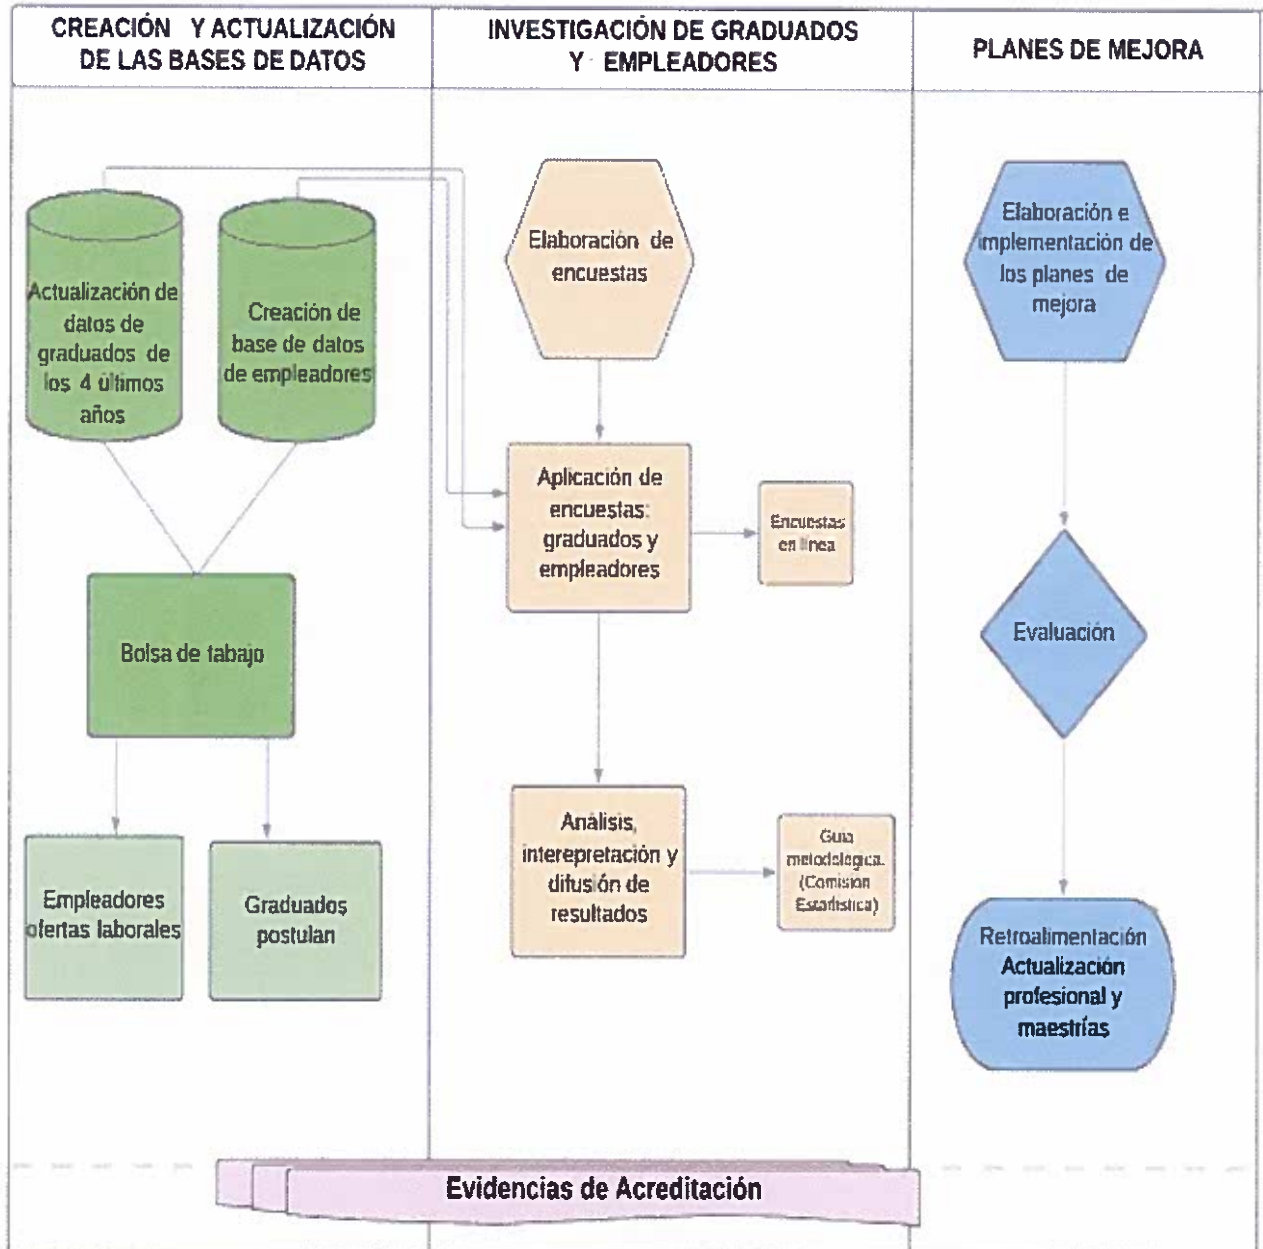 CREACIÓN Y ACTUALIZACIÓN
DE LAS BASES DE DATOS
INVESTIGACIÓN DE GRADUADOS
Y EMPLEADORES
PLANES DE MEJORA
Actualización de
datos de
graduados de
los 4 últimos
años
Creación de
base de datos
de empleadores
Bolsa de tabajo
Empleadores
ofertas laborales
Graduados
postulan
Elaboración de
encuestas
Aplicación de
encuestas:
graduados y
empleadores
Encuestas
en línea
Análisis,
interepretación y
difusión de
resultados
Guia
metodológica.
(Comisión
Estadística)
Elaboración e
implementación de
los planes de
mejora
Evaluación
Retroalimentación
Actualización
profesional y
maestrías
Evidencias de Acreditación